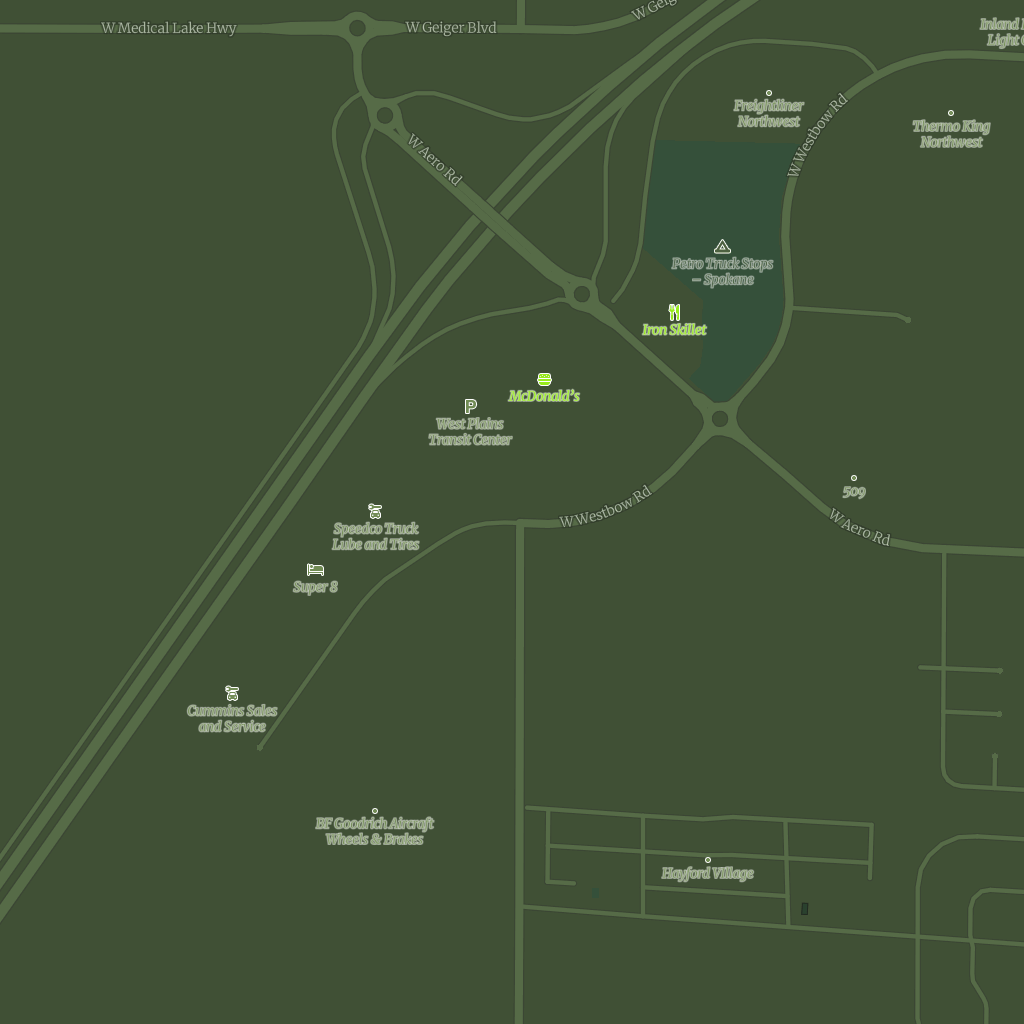 W Medical Lake Hwy
W Geiger Blvd
W Geig
Inland
Light
Freightliner
Northwest
Thermo King
Northwest
W Westbow Rd
W Aero Rd
Petro Truck Stops
– Spokane
Iron Skillet
McDonald's
West Plains
Transit Center
509
W Westbow Rd
W Aero Rd
Speedco Truck
Lube and Tires
Super 8
Cummins Sales
and Service
BF Goodrich Aircraft
Wheels & Brakes
Hayford Village